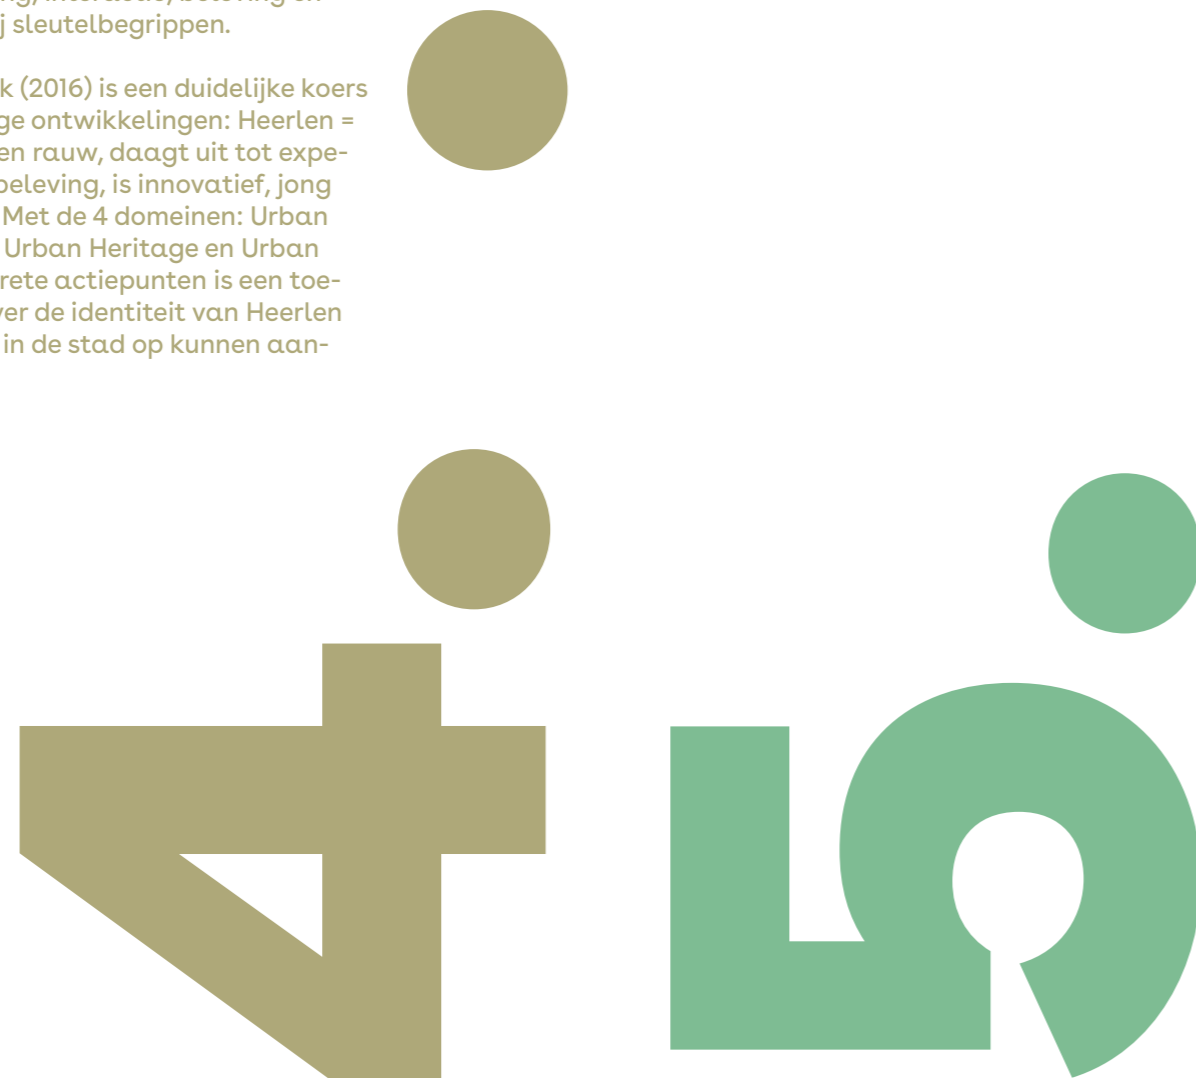 j sleutelbegrippen.
k (2016) is een duidelijke koers
ge ontwikkelingen: Heerlen =
en rauw, daagt uit tot expe-
beleving, is innovatief, jong
Met de 4 domeinen: Urban
Urban Heritage en Urban
rete actiepunten is een toe-
ver de identiteit van Heerlen
in de stad op kunnen aan-
4.
5.